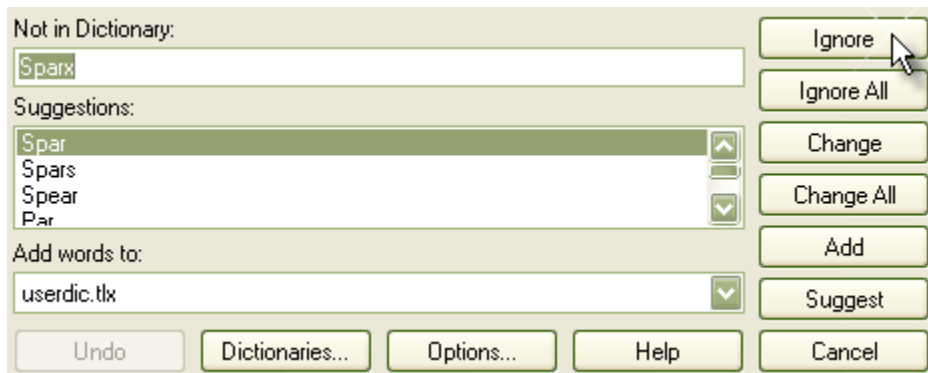 Not in Dictionary:
Sparx
Suggestions:
Spar
Spars
Spear
Par
Add words to:
userdic.tlx
Undo
Dictionaries...
Options...
Help
Ignore
Ignore All
Change
Change All
Add
Suggest
Cancel